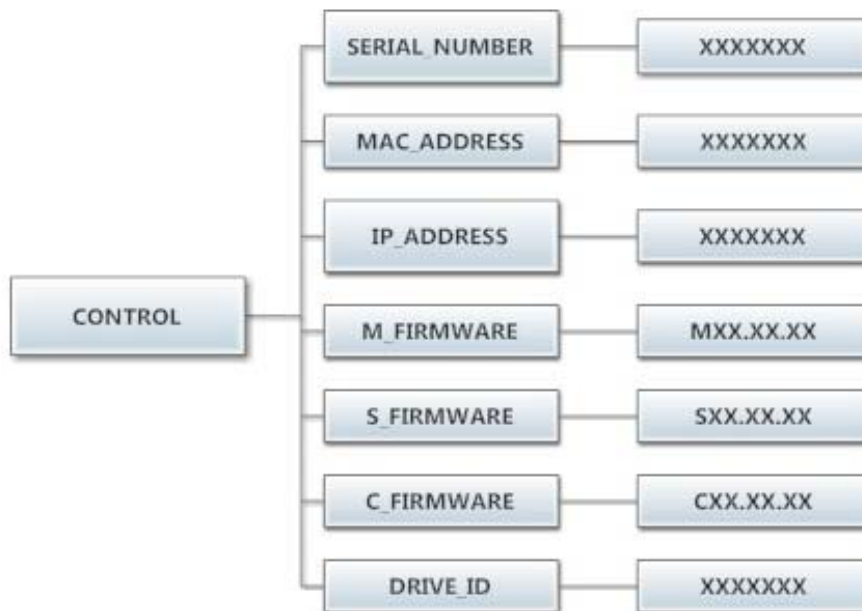 SERIAL_NUMBER XXXXXXX
MAC_ADDRESS XXXXXXX
IP_ADDRESS XXXXXXX
CONTROL
M_FIRMWARE MXX.XX.XX
S_FIRMWARE SXX.XX.XX
C_FIRMWARE CXX.XX.XX
DRIVE_ID XXXXXXX